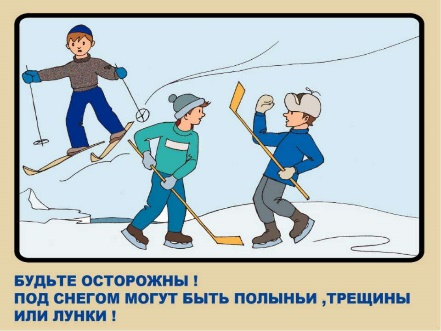 БУДЬТЕ ОСТОРОЖНЫ !
ПОД СНЕГОМ МОГУТ БЫТЬ ПОЛЫНЬИ ,ТРЕЩИНЫ
ИЛИ ЛУНКИ !